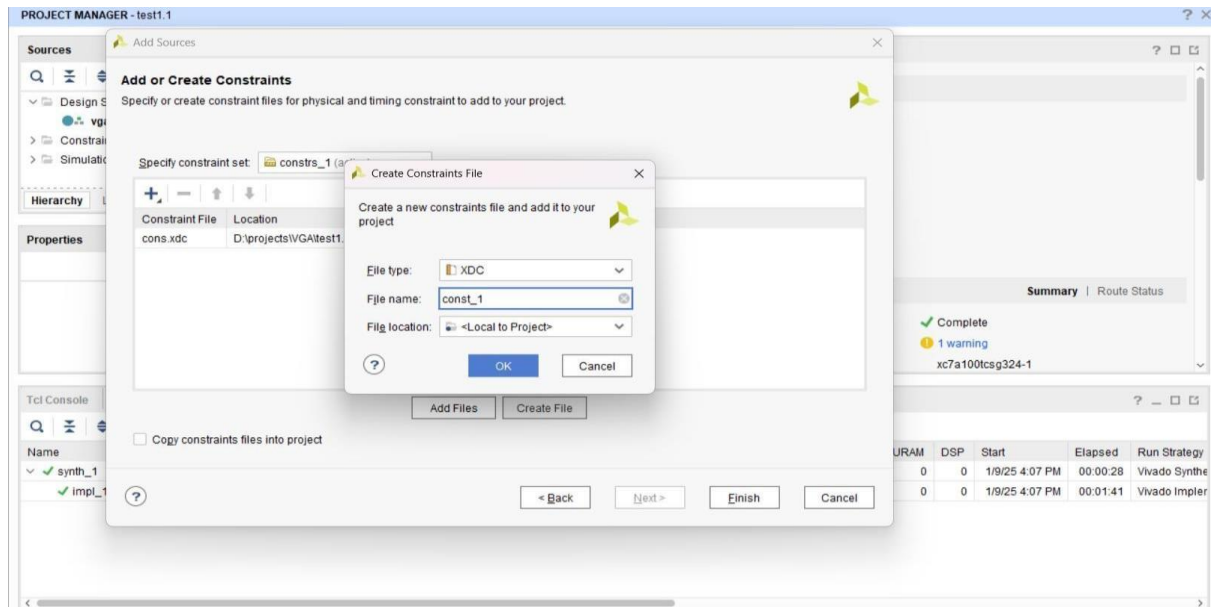 PROJECT MANAGER - test1.1
Sources
Design S
vga
Constrain
Simulatio
Hierarchy
Properties
Add Sources
Add or Create Constraints
Specify or create constraint files for physical and timing constraint to add to your project.
Specify constraint set: constrs_1
Constraint File Location
cons.xdc D:\projects\VGA\test1.
Create Constraints File
Create a new constraints file and add it to your
project
File type: XDC
File name: const_1
File location: <Local to Project>
OK Cancel
Add Files Create File
Copy constraints files into project
< Back Next > Finish Cancel
Summary | Route Status
Complete
1 warning
xc7a100tcsg324-1
Tcl Console
Name URAM DSP Start Elapsed Run Strategy
synth_1 0 0 1/9/25 4:07 PM 00:00:28 Vivado Synthe
impl_1 0 0 1/9/25 4:07 PM 00:01:41 Vivado Implem